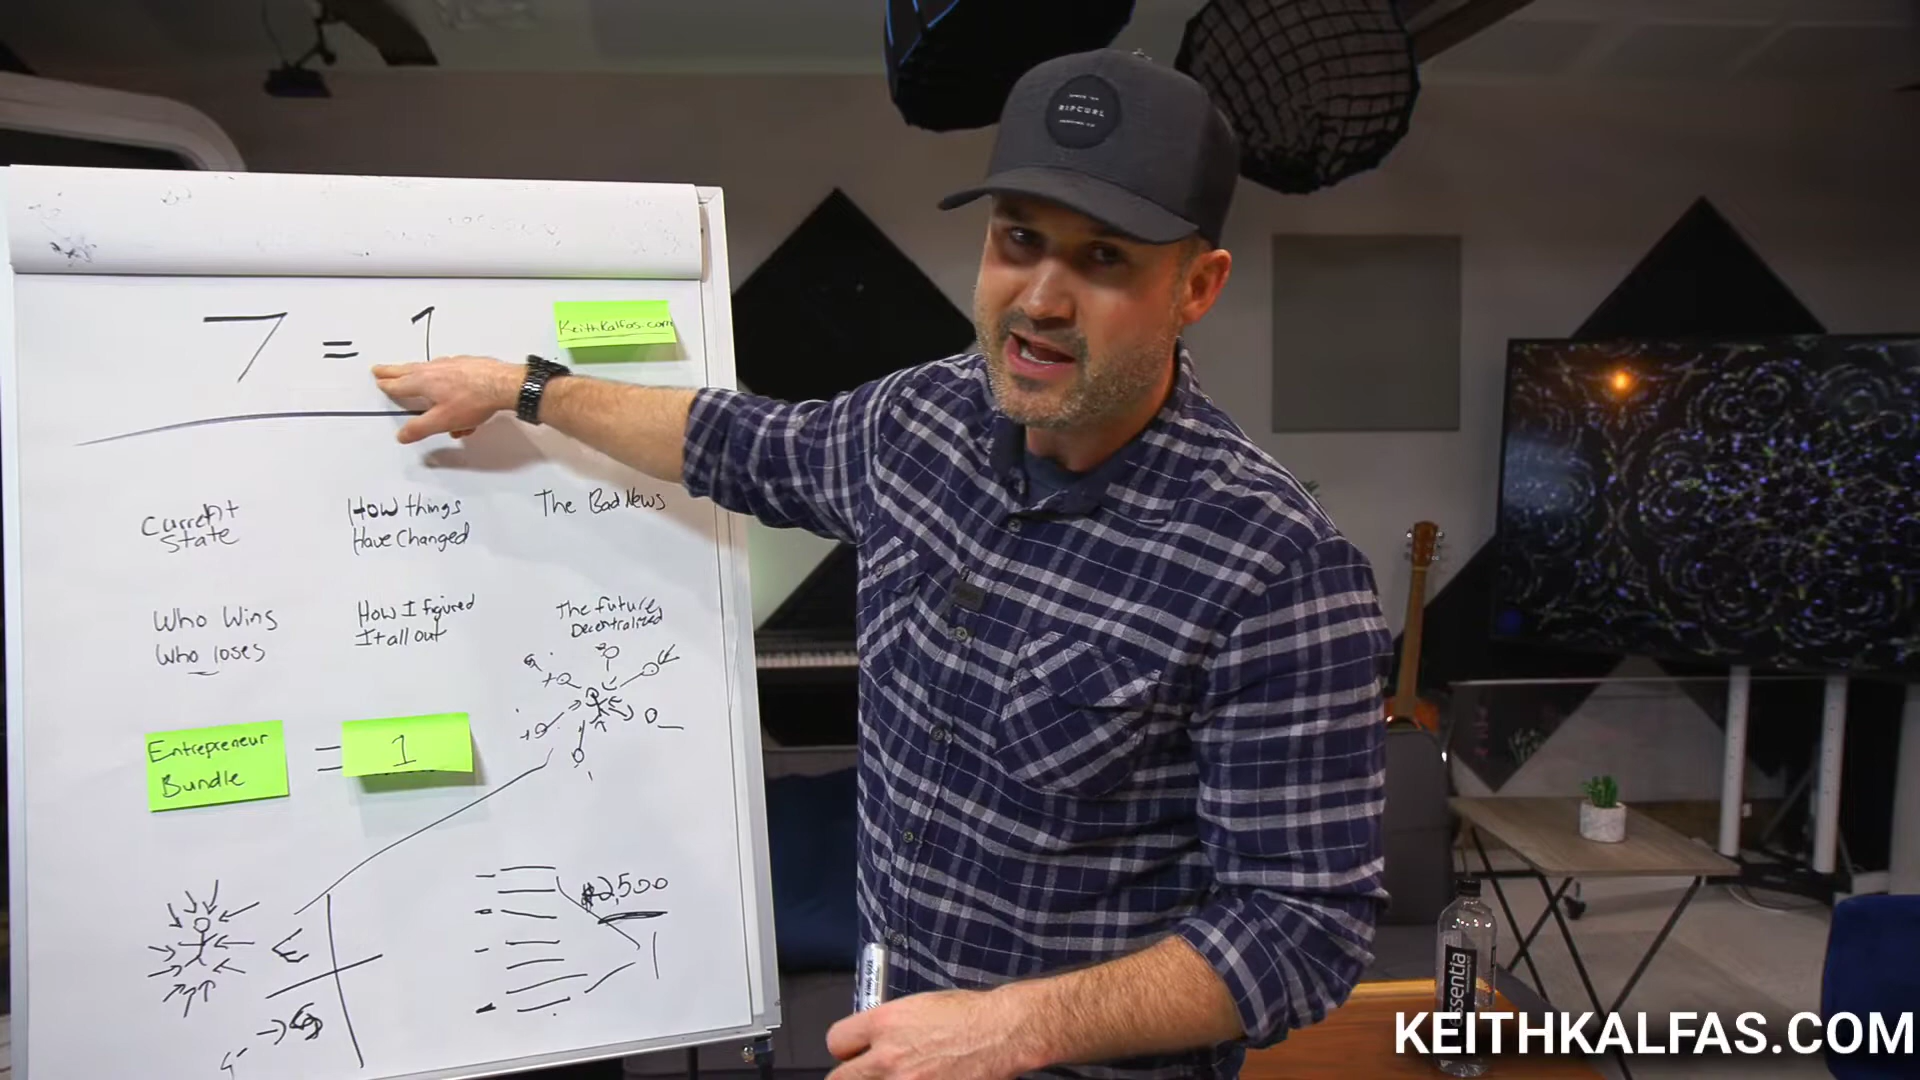 RIPCURL
7 = 1
KeithKalfas.com
Current
State
How things
Have Changed
The Bad News
Who Wins
Who loses
How I figured
It all out
The future
Decentralized
Entrepreneur
Bundle
= 1
$2,500
essentia
KEITHKALFAS.COM